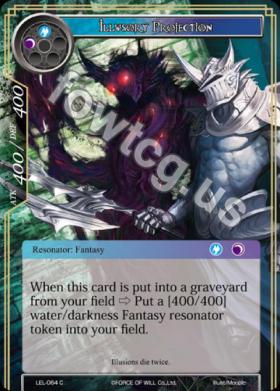 Illusory Projection
ATK 400 / DEF 400
fowtcg.us
Resonator: Fantasy
When this card is put into a graveyard
from your field ⇨ Put a [400/400]
water/darkness Fantasy resonator
token into your field.
Illusions die twice.
LEL-064 C
©FORCE OF WILL Co.,Ltd.